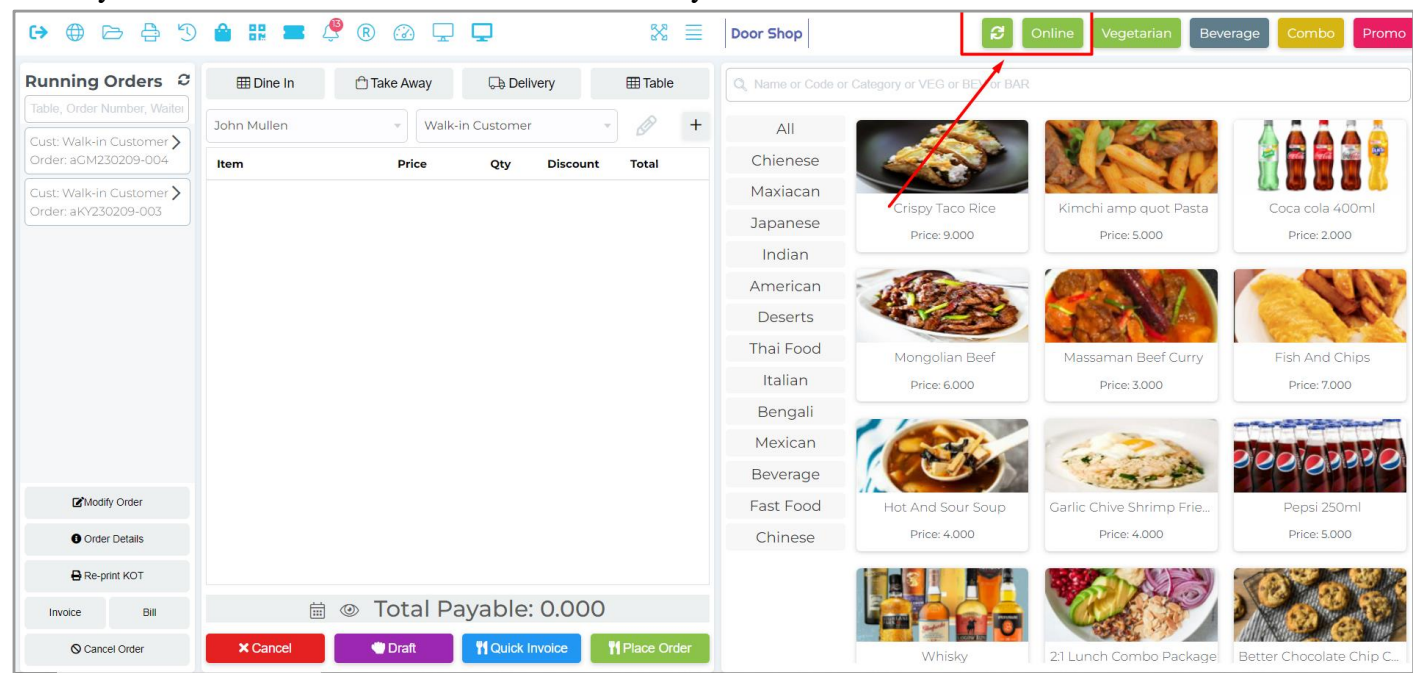 13
Door Shop
Online
Vegetarian
Beverage
Combo
Promo
Running Orders
Table, Order Number, Waiter
Cust: Walk-in Customer
Order: aGM230209-004
Cust: Walk-in Customer
Order: aKY230209-003
Modify Order
Order Details
Re-print KOT
Invoice
Bill
Cancel Order
Dine In
Take Away
Delivery
Table
John Mullen
Walk-in Customer
+
Item Price Qty Discount Total
Total Payable: 0.000
Cancel
Draft
Quick Invoice
Place Order
Name or Code or Category or VEG or BEV or BAR
All
Chienese
Maxiacan
Japanese
Indian
American
Deserts
Thai Food
Italian
Bengali
Mexican
Beverage
Fast Food
Chinese
Crispy Taco Rice
Price: 9.000
Kimchi amp quot Pasta
Price: 5.000
Coca cola 400ml
Price: 2.000
Mongolian Beef
Price: 6.000
Massaman Beef Curry
Price: 3.000
Fish And Chips
Price: 7.000
Hot And Sour Soup
Price: 4.000
Garlic Chive Shrimp Frie...
Price: 4.000
Pepsi 250ml
Price: 5.000
Whisky
2:1 Lunch Combo Package
Better Chocolate Chip C...